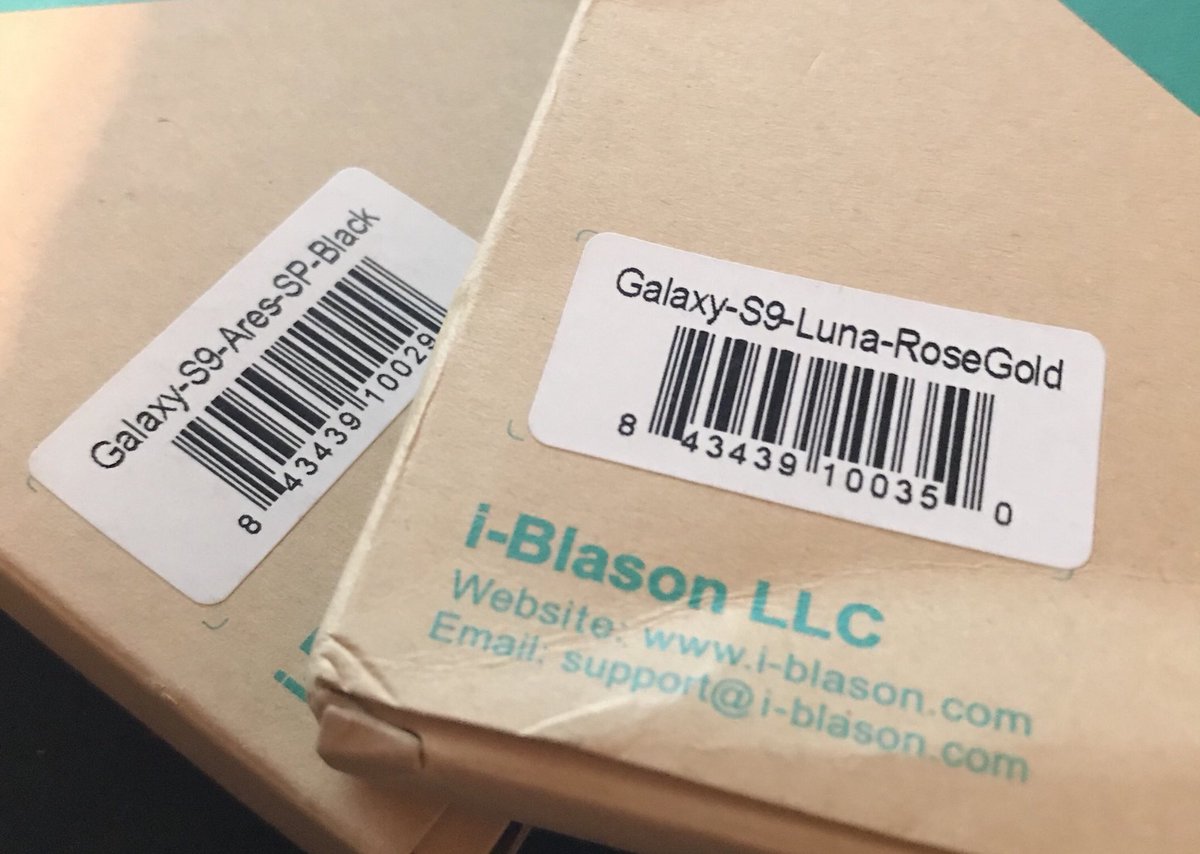 Galaxy-S9-Ares-SP-Black
8 43439 10029
Galaxy-S9-Luna-RoseGold
8 43439 10035 0
i-Blason LLC
Website: www.i-blason.com
Email: support@i-blason.com